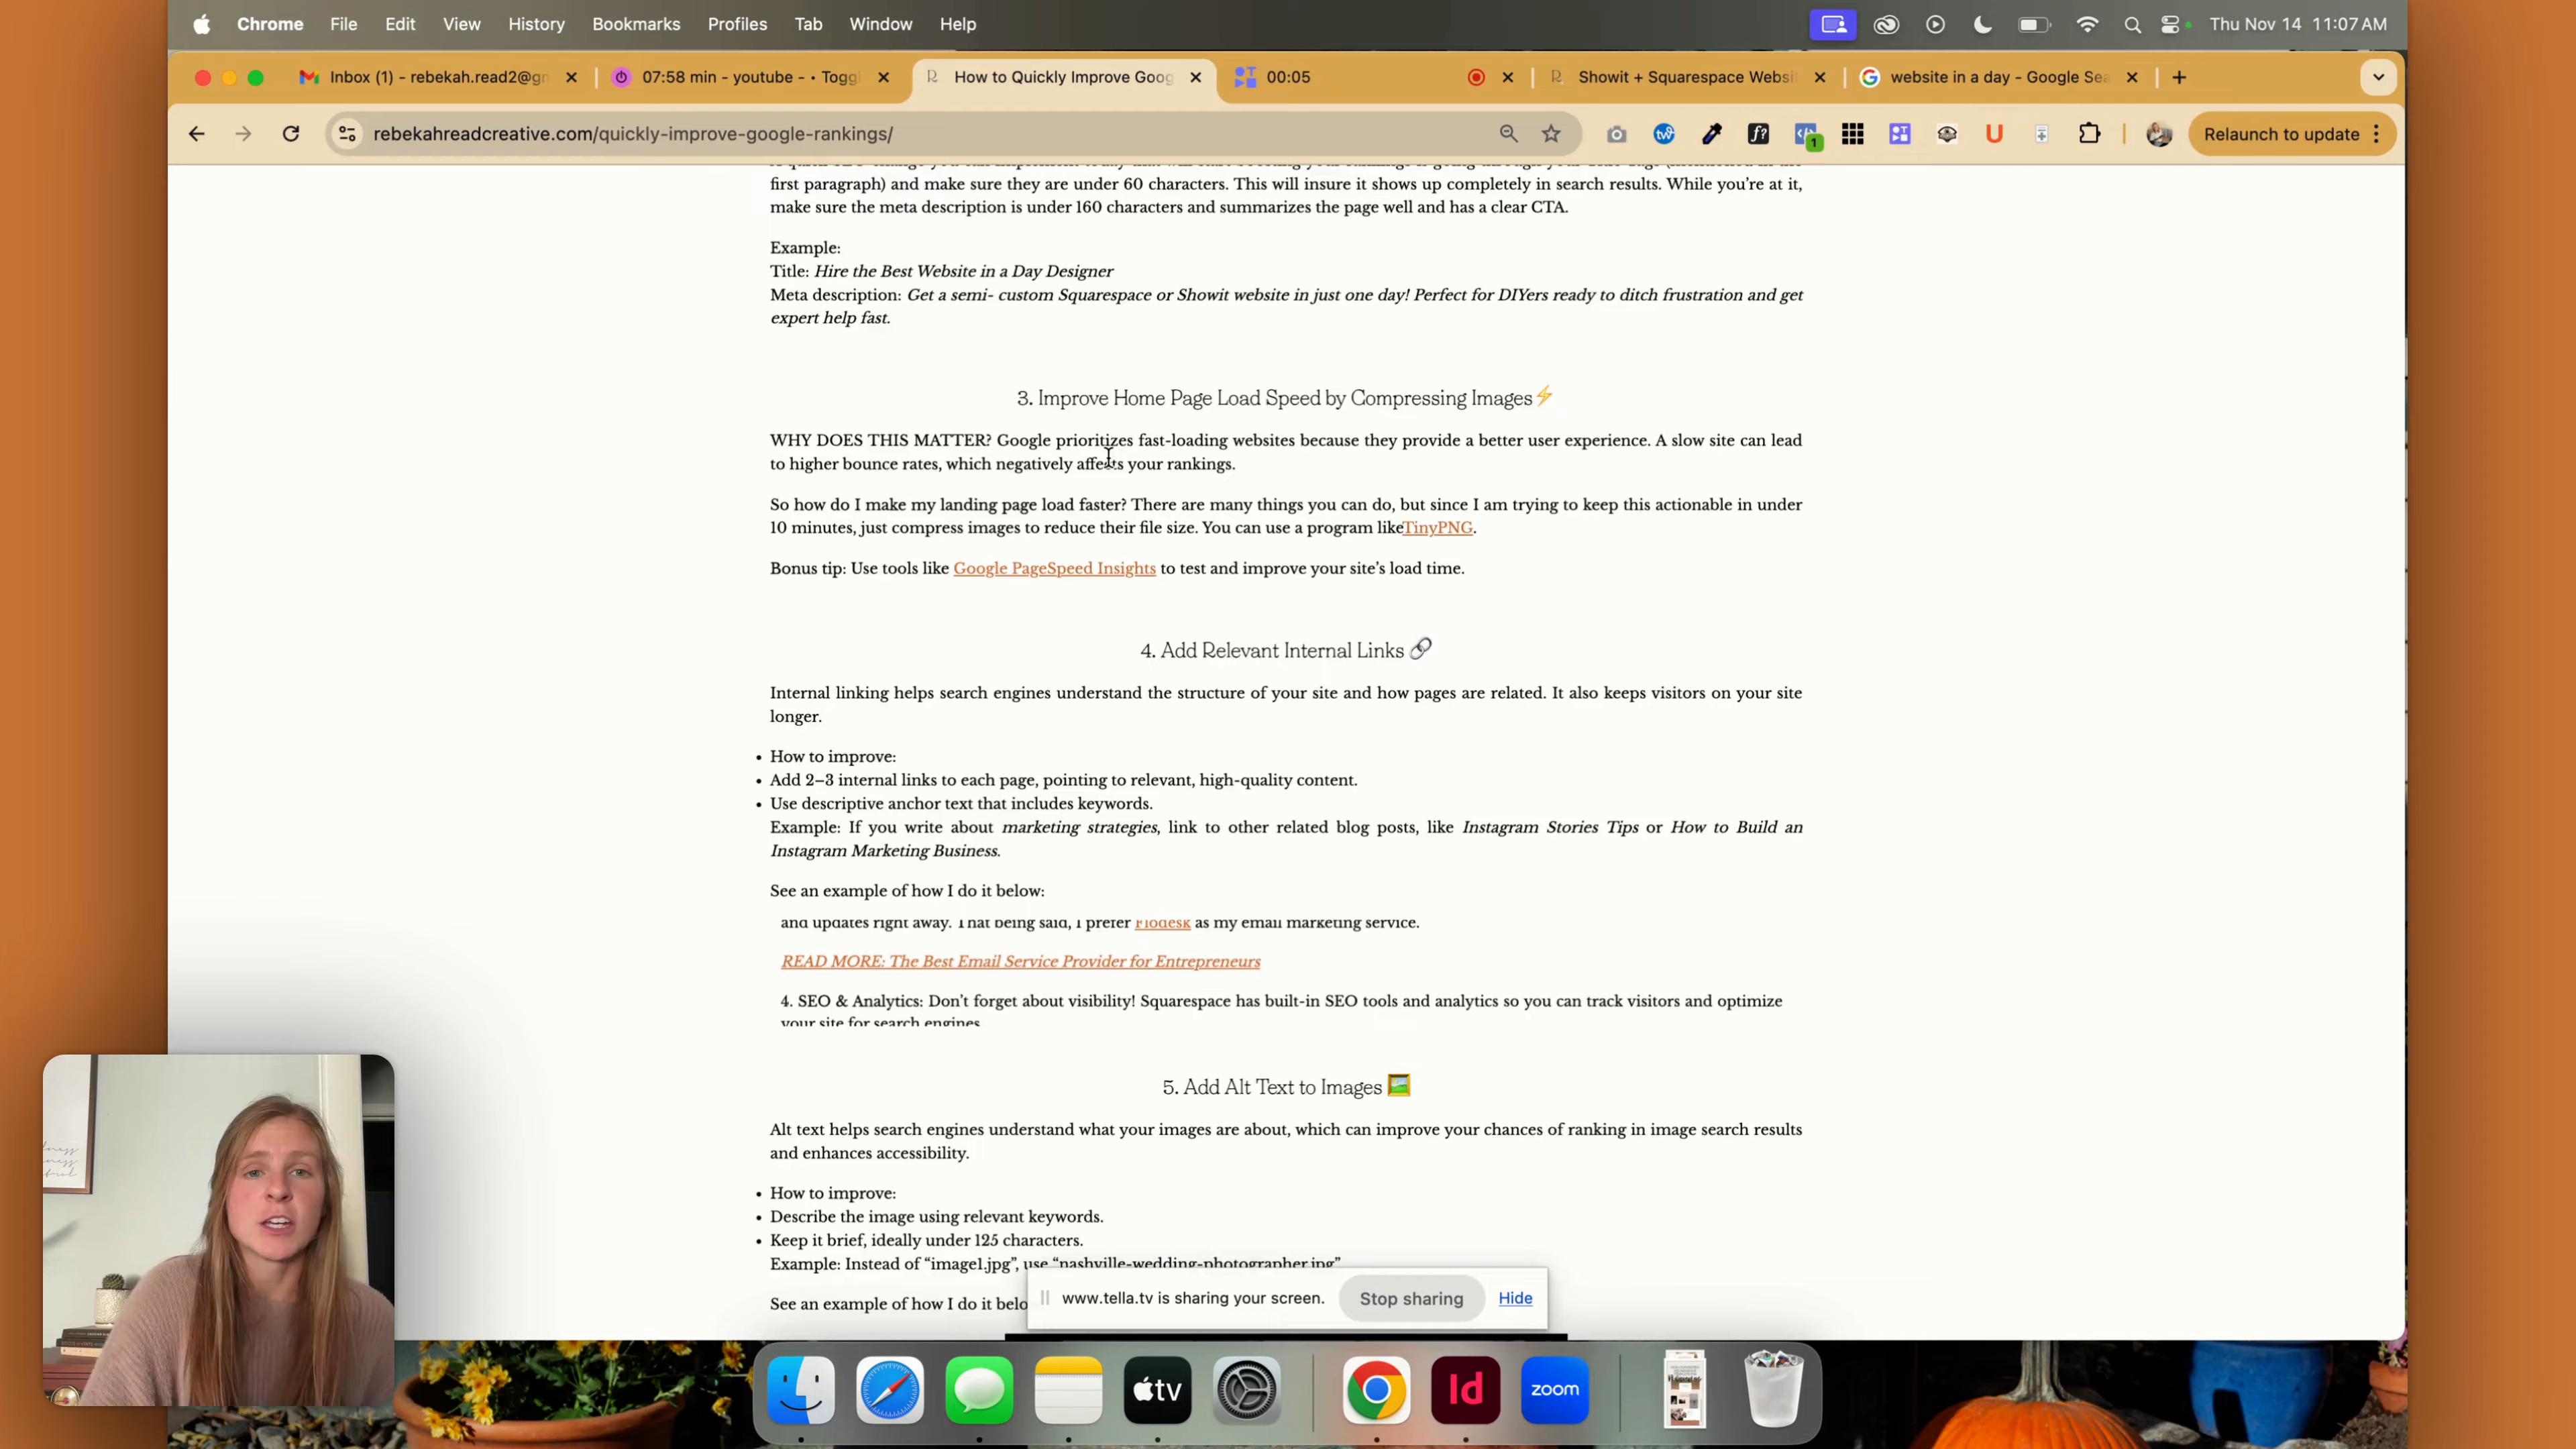 Chrome File Edit View History Bookmarks Profiles Tab Window Help Thu Nov 14 11:07 AM
Inbox (1) - rebekah.read2@gm 07:58 min - youtube - • Toggl How to Quickly Improve Goog 00:05 Showit + Squarespace Websi website in a day - Google Sea
rebekahreadcreative.com/quickly-improve-google-rankings/ tw f? 1 U Relaunch to update
first paragraph) and make sure they are under 60 characters. This will insure it shows up completely in search results. While you're at it,
make sure the meta description is under 160 characters and summarizes the page well and has a clear CTA.
Example:
Title: Hire the Best Website in a Day Designer
Meta description: Get a semi- custom Squarespace or Showit website in just one day! Perfect for DIYers ready to ditch frustration and get
expert help fast.
3. Improve Home Page Load Speed by Compressing Images⚡
WHY DOES THIS MATTER? Google prioritizes fast-loading websites because they provide a better user experience. A slow site can lead
to higher bounce rates, which negatively affects your rankings.
So how do I make my landing page load faster? There are many things you can do, but since I am trying to keep this actionable in under
10 minutes, just compress images to reduce their file size. You can use a program likeTinyPNG.
Bonus tip: Use tools like Google PageSpeed Insights to test and improve your site's load time.
4. Add Relevant Internal Links 🔗
Internal linking helps search engines understand the structure of your site and how pages are related. It also keeps visitors on your site
longer.
• How to improve:
• Add 2–3 internal links to each page, pointing to relevant, high-quality content.
• Use descriptive anchor text that includes keywords.
Example: If you write about marketing strategies, link to other related blog posts, like Instagram Stories Tips or How to Build an
Instagram Marketing Business.
See an example of how I do it below:
and updates right away. That being said, I prefer Flodesk as my email marketing service.
READ MORE: The Best Email Service Provider for Entrepreneurs
4. SEO & Analytics: Don't forget about visibility! Squarespace has built-in SEO tools and analytics so you can track visitors and optimize
your site for search engines
5. Add Alt Text to Images 🖼️
Alt text helps search engines understand what your images are about, which can improve your chances of ranking in image search results
and enhances accessibility.
• How to improve:
• Describe the image using relevant keywords.
• Keep it brief, ideally under 125 characters.
Example: Instead of "image1.jpg", use "nashville-wedding-photographer.jpg"
See an example of how I do it belo
www.tella.tv is sharing your screen. Stop sharing Hide
tv Id zoom